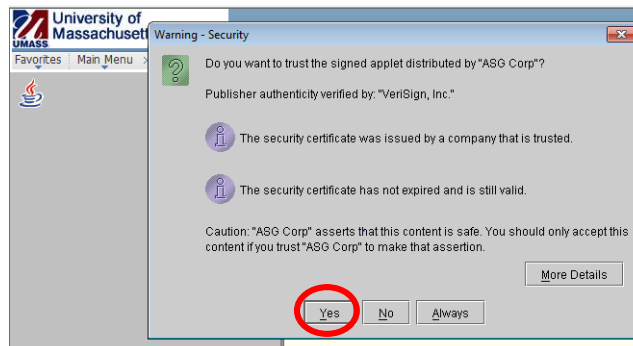 University of
Massachuset
UMASS
Favorites Main Menu >
Warning - Security
Do you want to trust the signed applet distributed by "ASG Corp"?
Publisher authenticity verified by: "VeriSign, Inc."
The security certificate was issued by a company that is trusted.
The security certificate has not expired and is still valid.
Caution: "ASG Corp" asserts that this content is safe. You should only accept this
content if you trust "ASG Corp" to make that assertion.
More Details
Yes No Always